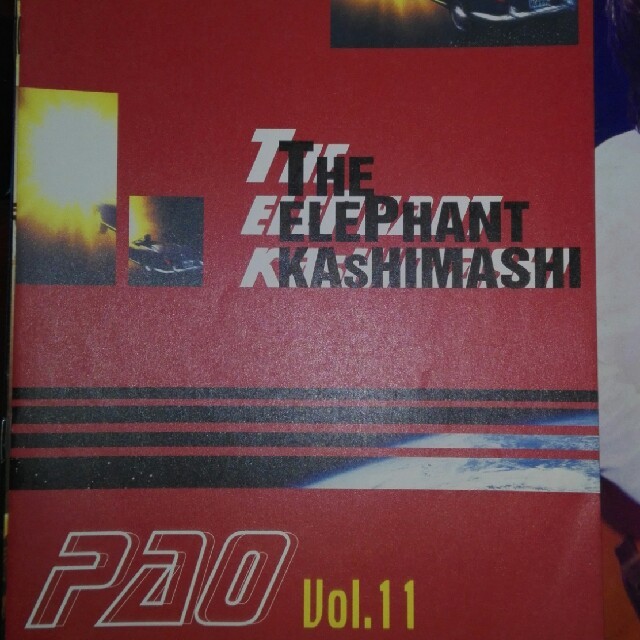 THE
ELEPHANT
KASHIMASHI
PAO
Vol.11